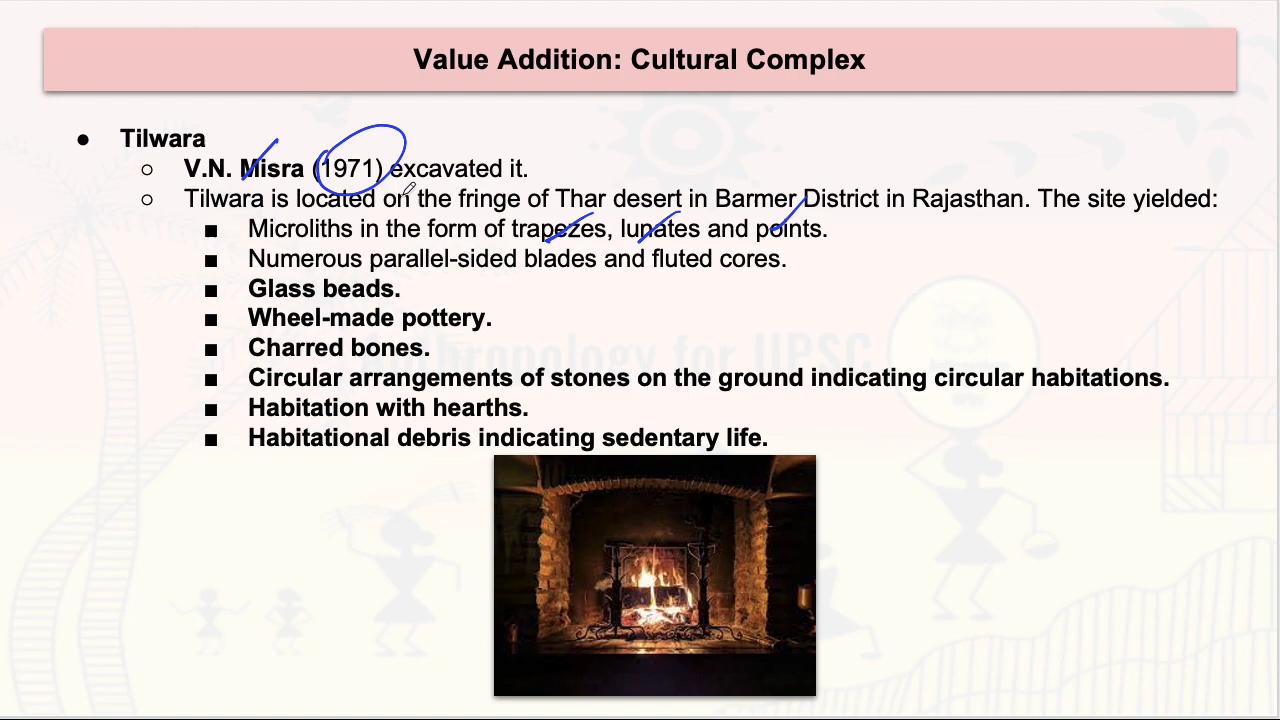 Value Addition: Cultural Complex
● Tilwara
○ V.N. Misra (1971) excavated it.
○ Tilwara is located on the fringe of Thar desert in Barmer District in Rajasthan. The site yielded:
■ Microliths in the form of trapezes, lunates and points.
■ Numerous parallel-sided blades and fluted cores.
■ Glass beads.
■ Wheel-made pottery.
■ Charred bones.
■ Circular arrangements of stones on the ground indicating circular habitations.
■ Habitation with hearths.
■ Habitational debris indicating sedentary life.